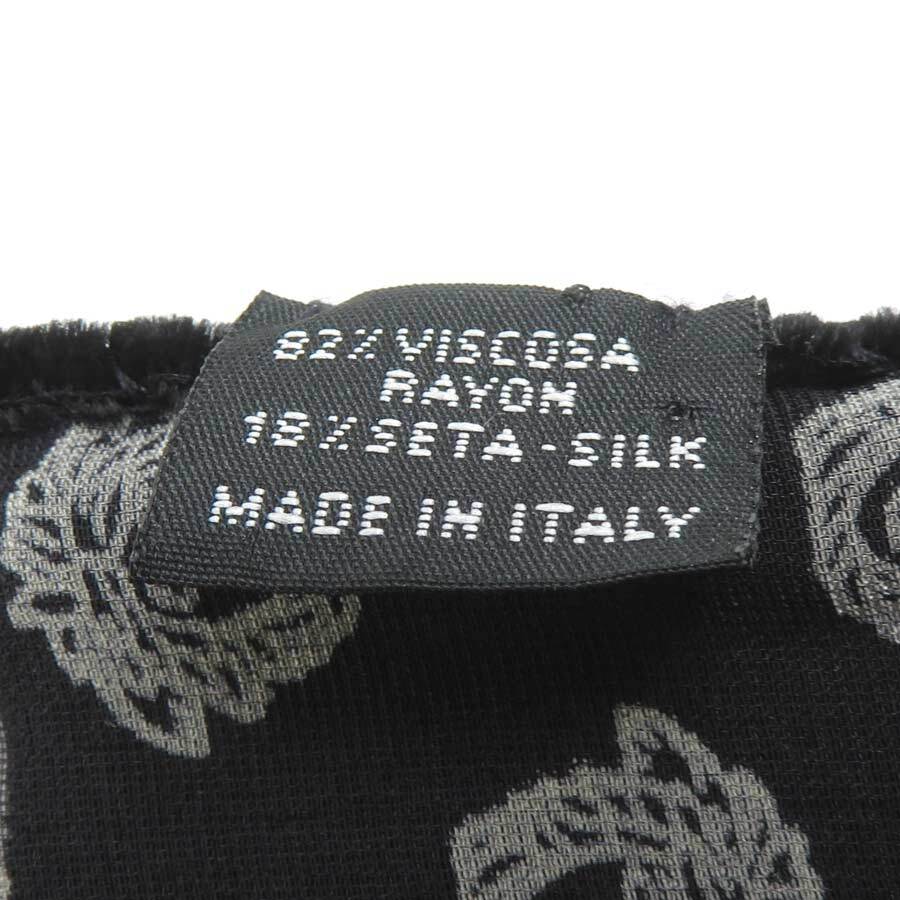 82% VISCOSA
RAYON
18% SETA-SILK
MADE IN ITALY